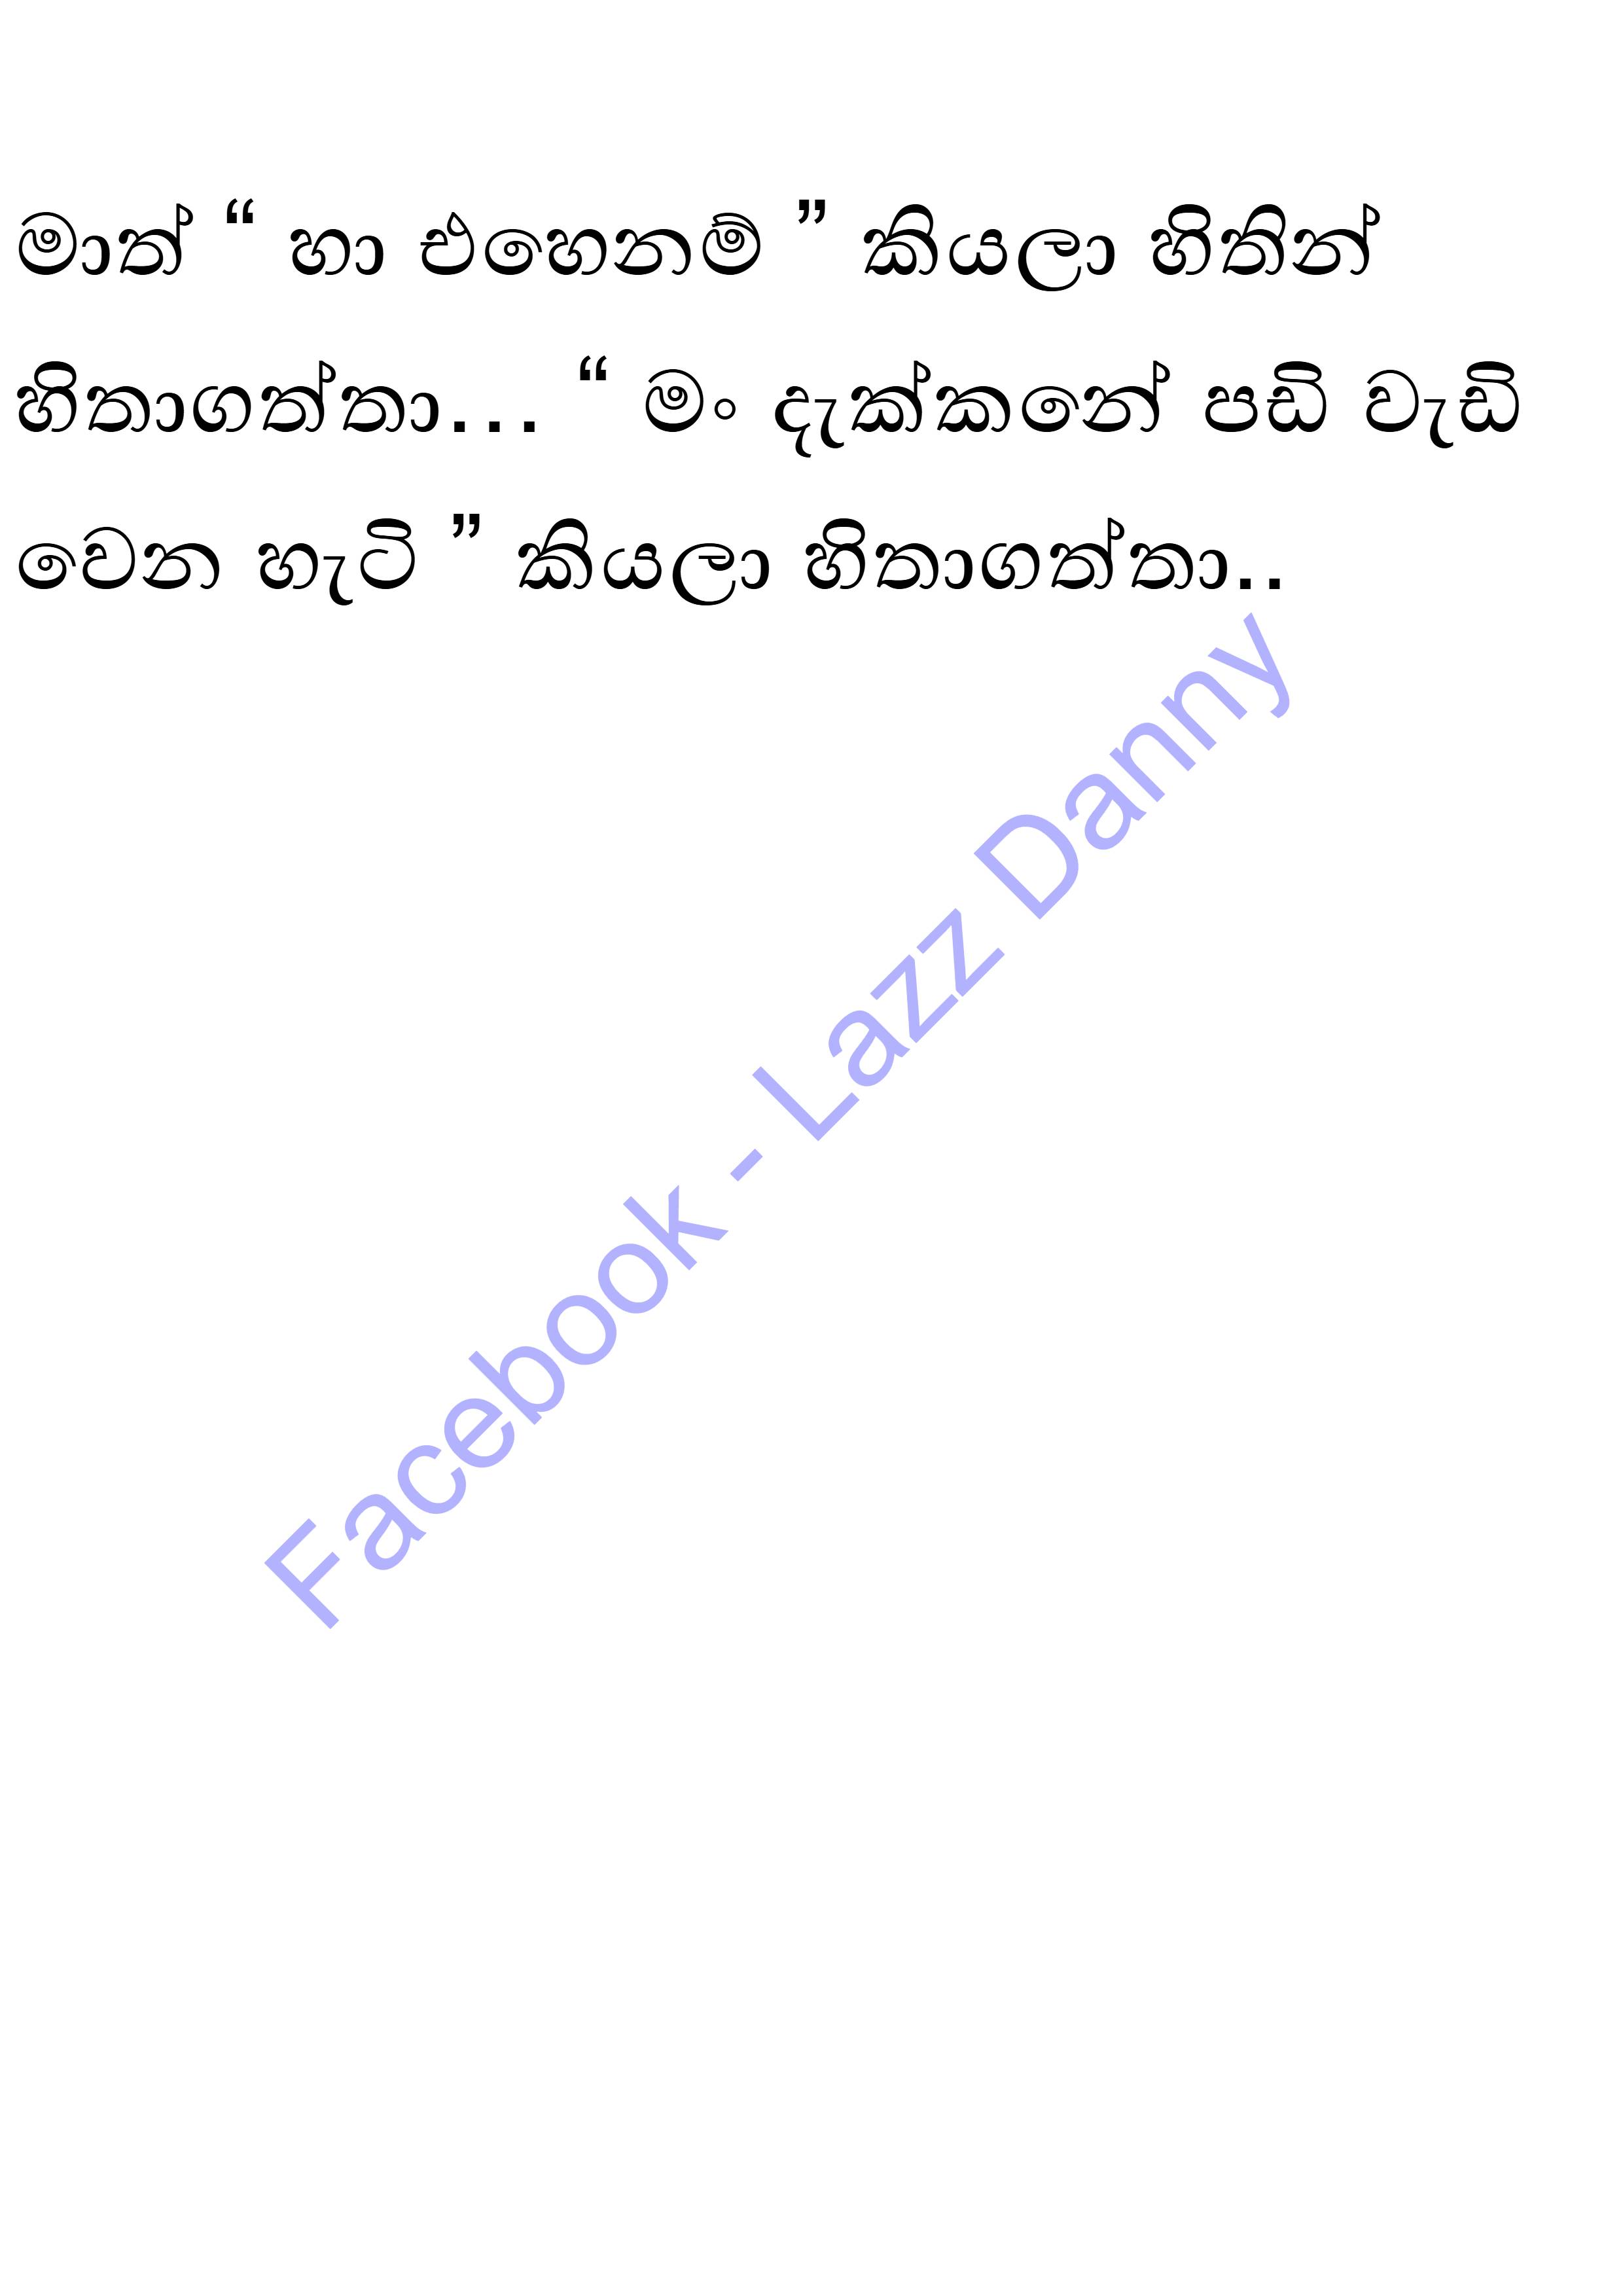 මාත් “ හා එහෙනම් ” කියලා හිතින්
හිතාගත්තා... “ මං දැක්කනේ පඩි වැඩි
වෙන හැටි ” කියලා හිතාගත්තා..
Facebook - Lazz Danny